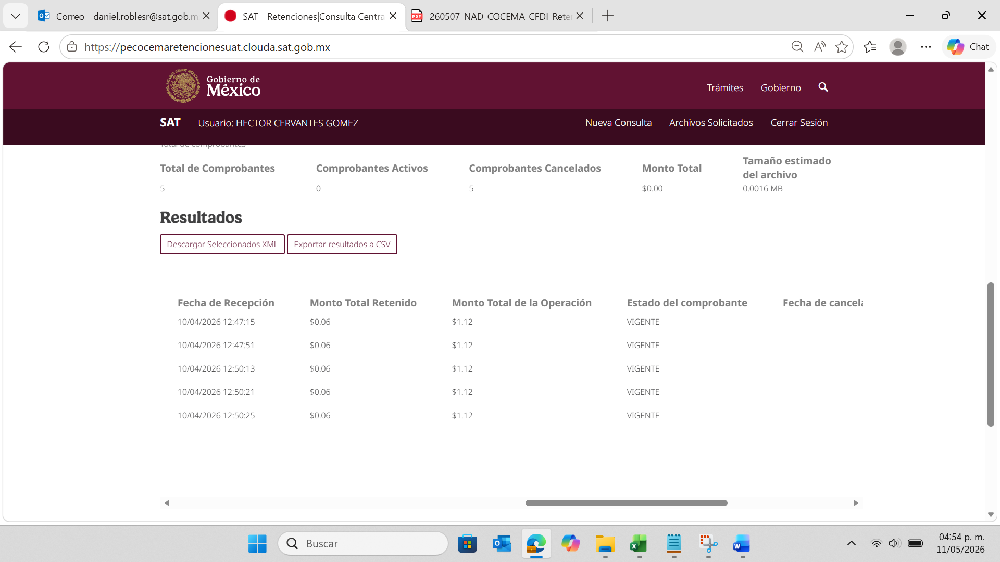 Correo - daniel.roblesr@sat.gob.m
SAT - Retenciones|Consulta Centra
260507_NAD_COCEMA_CFDI_Rete
https://pecocemaretencionesuat.clouda.sat.gob.mx
Chat
Gobierno de
México
Trámites
Gobierno
SAT
Usuario: HECTOR CERVANTES GOMEZ
Nueva Consulta
Archivos Solicitados
Cerrar Sesión
Total de comprobantes
Total de Comprobantes
Comprobantes Activos
Comprobantes Cancelados
Monto Total
Tamaño estimado
del archivo
5
0
5
$0.00
0.0016 MB
Resultados
Descargar Seleccionados XML
Exportar resultados a CSV
Fecha de Recepción
Monto Total Retenido
Monto Total de la Operación
Estado del comprobante
Fecha de cancela
10/04/2026 12:47:15
$0.06
$1.12
VIGENTE
10/04/2026 12:47:51
$0.06
$1.12
VIGENTE
10/04/2026 12:50:13
$0.06
$1.12
VIGENTE
10/04/2026 12:50:21
$0.06
$1.12
VIGENTE
10/04/2026 12:50:25
$0.06
$1.12
VIGENTE
Buscar
04:54 p. m.
11/05/2026